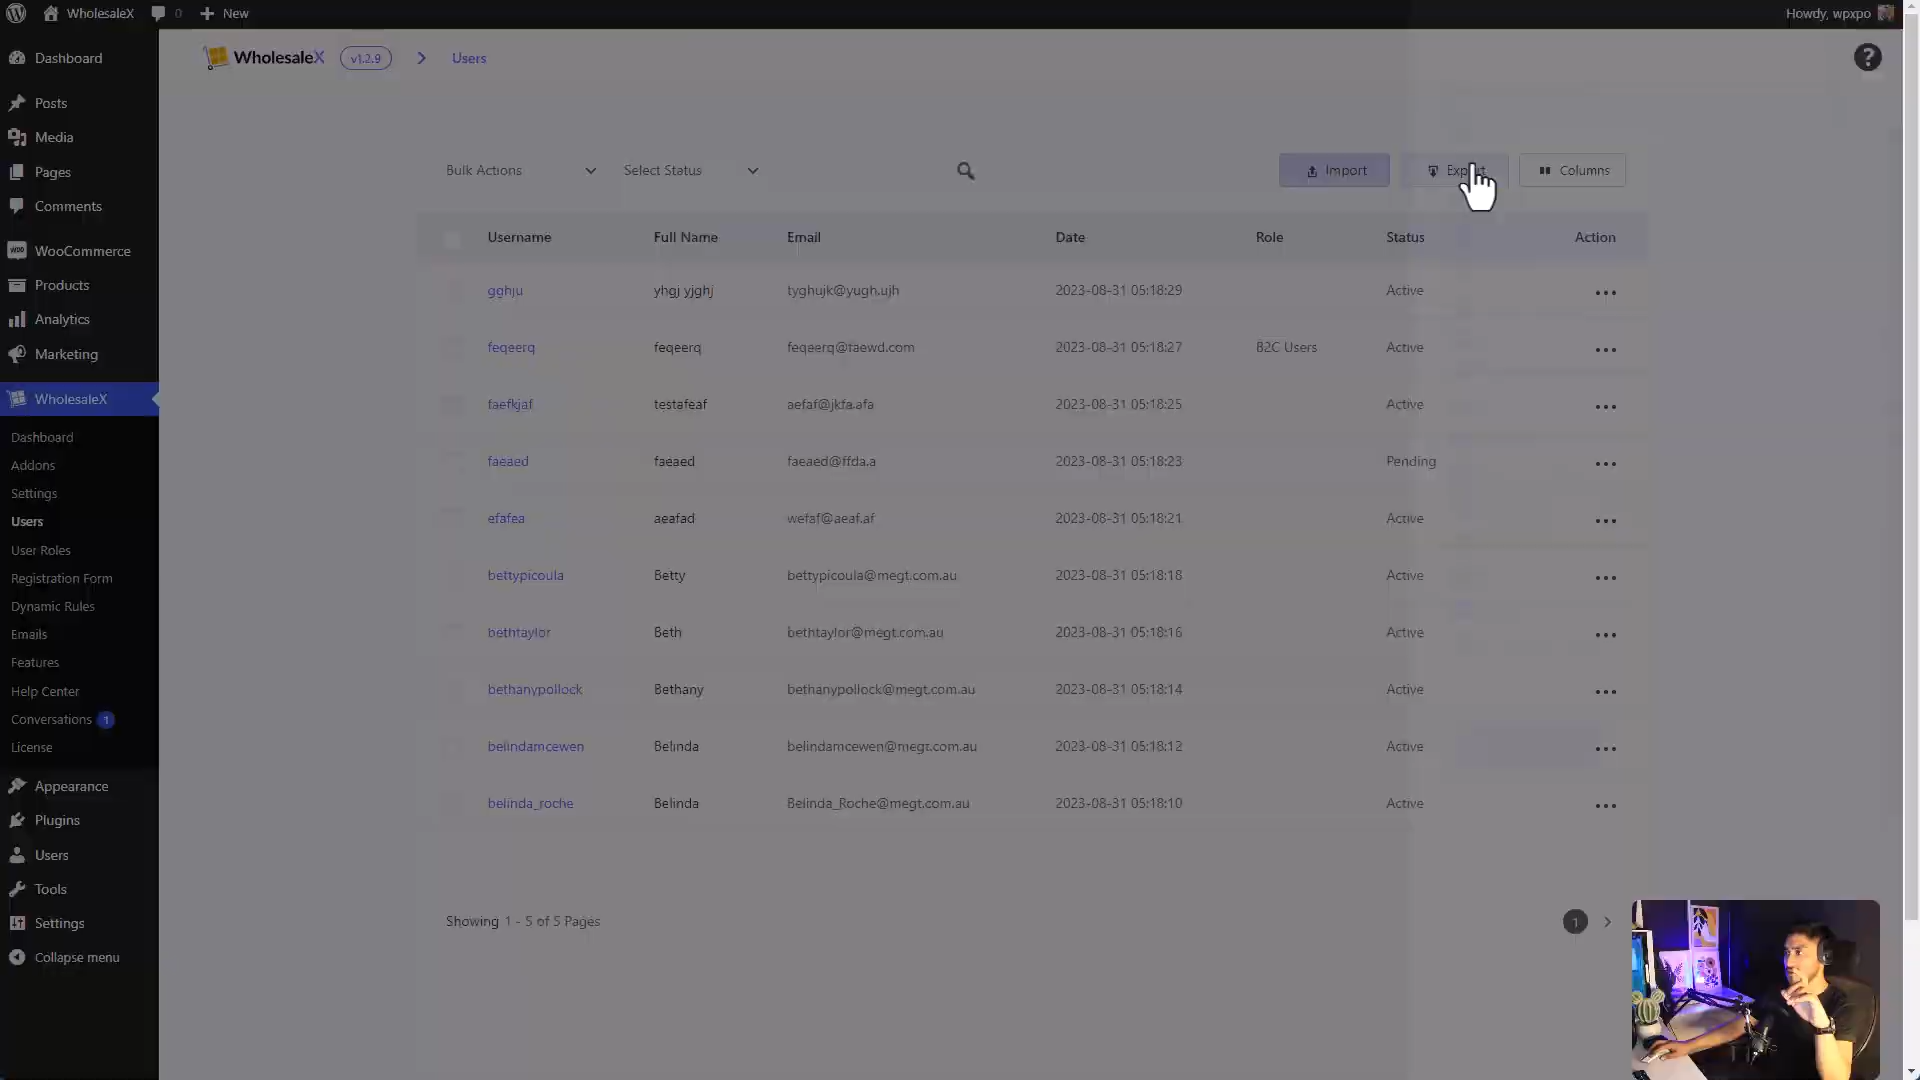 WholesaleX 0 New Howdy, wpxpo
Dashboard
Posts
Media
Pages
Comments
WooCommerce
Products
Analytics
Marketing
WholesaleX
Dashboard
Addons
Settings
Users
User Roles
Registration Form
Dynamic Rules
Emails
Features
Help Center
Conversations 1
License
Appearance
Plugins
Users
Tools
Settings
Collapse menu
WholesaleX v1.2.9 Users ?
Bulk Actions Select Status Import Export Columns
Username Full Name Email Date Role Status Action
gghju yhgj yjghj tyghujk@yugh.ujh 2023-08-31 05:18:29 Active
feqeerq feqeerq feqeerq@faewd.com 2023-08-31 05:18:27 B2C Users Active
faefkjaf testafeaf aefaf@jkfa.afa 2023-08-31 05:18:25 Active
faeaed faeaed faeaed@ffda.a 2023-08-31 05:18:23 Pending
efafea aeafad wefaf@aeaf.af 2023-08-31 05:18:21 Active
bettypicoula Betty bettypicoula@megt.com.au 2023-08-31 05:18:18 Active
bethtaylor Beth bethtaylor@megt.com.au 2023-08-31 05:18:16 Active
bethanypollock Bethany bethanypollock@megt.com.au 2023-08-31 05:18:14 Active
belindamcewen Belinda belindamcewen@megt.com.au 2023-08-31 05:18:12 Active
belinda_roche Belinda Belinda_Roche@megt.com.au 2023-08-31 05:18:10 Active
Showing 1 - 5 of 5 Pages 1